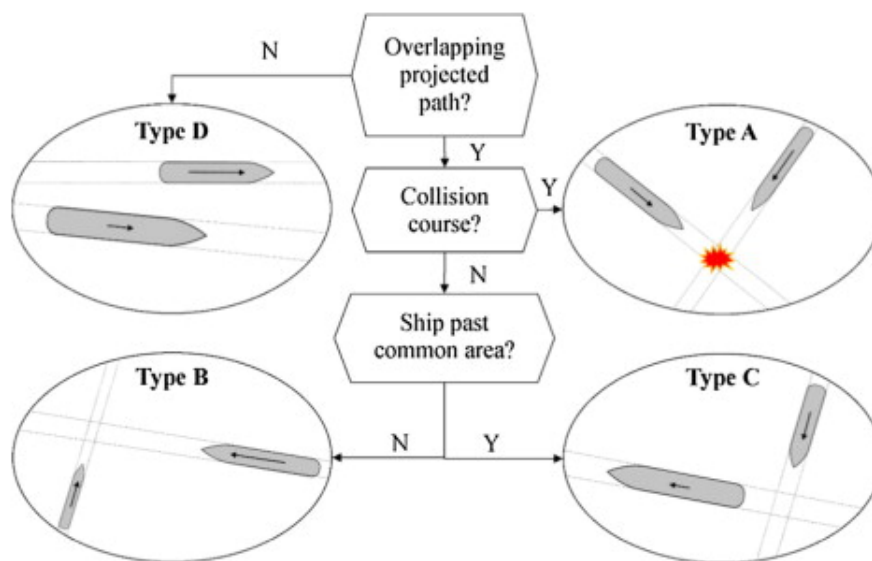 N
Overlapping
projected
path?
Type D
Type A
Y
Collision
course?
Y
N
Ship past
common area?
Type B
Type C
N
Y